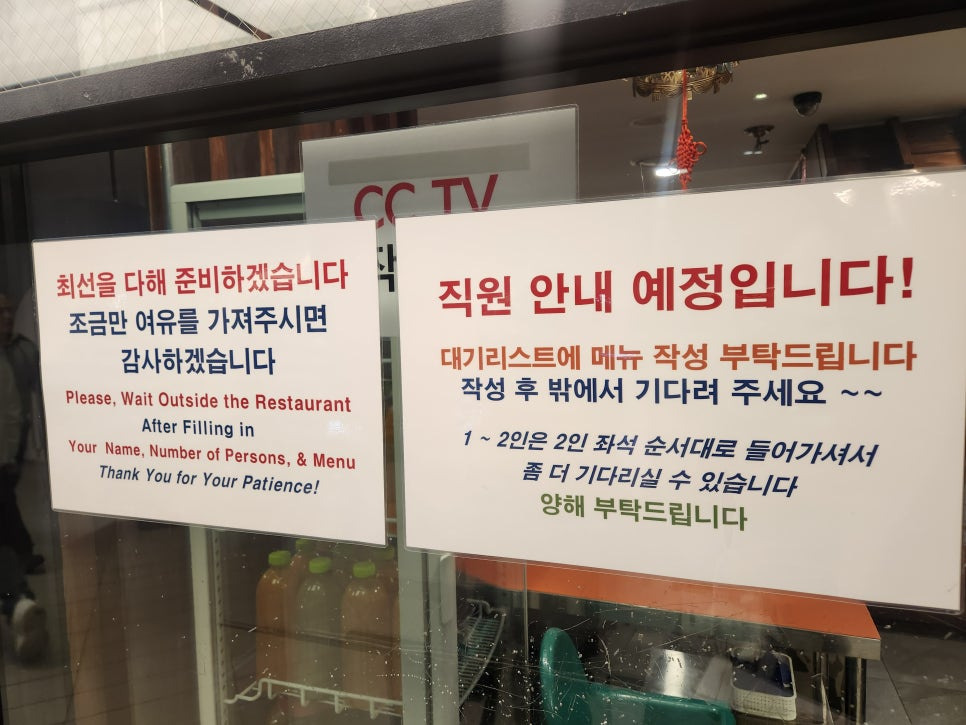 CC TV
작
최선을 다해 준비하겠습니다
조금만 여유를 가져주시면
감사하겠습니다
Please, Wait Outside the Restaurant
After Filling in
Your Name, Number of Persons, & Menu
Thank You for Your Patience!
직원 안내 예정입니다!
대기리스트에 메뉴 작성 부탁드립니다
작성 후 밖에서 기다려 주세요 ~~
1 ~ 2인은 2인 좌석 순서대로 들어가셔서
좀 더 기다리실 수 있습니다
양해 부탁드립니다